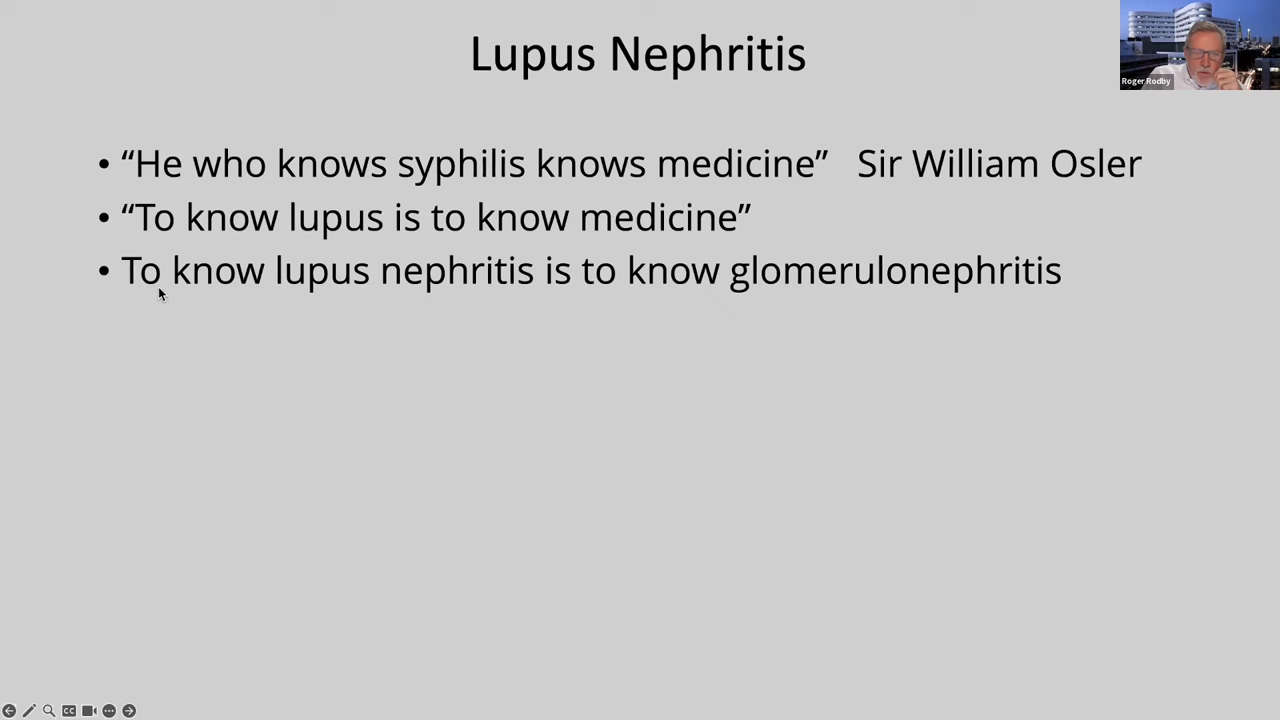 Lupus Nephritis
Roger Rodby
• “He who knows syphilis knows medicine” Sir William Osler
• “To know lupus is to know medicine”
• To know lupus nephritis is to know glomerulonephritis
CC